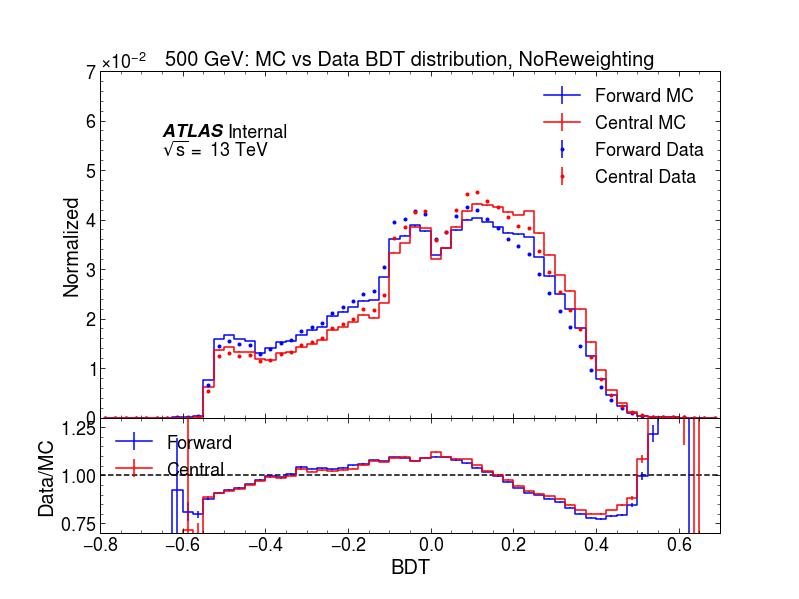 ×10⁻² 500 GeV: MC vs Data BDT distribution, NoReweighting
7
6
5
4
3
2
1
0
Normalized
ATLAS Internal
√s = 13 TeV
Forward MC
Central MC
Forward Data
Central Data
1.25
1.00
0.75
Data/MC
Forward
Central
−0.8 −0.6 −0.4 −0.2 0.0 0.2 0.4 0.6
BDT